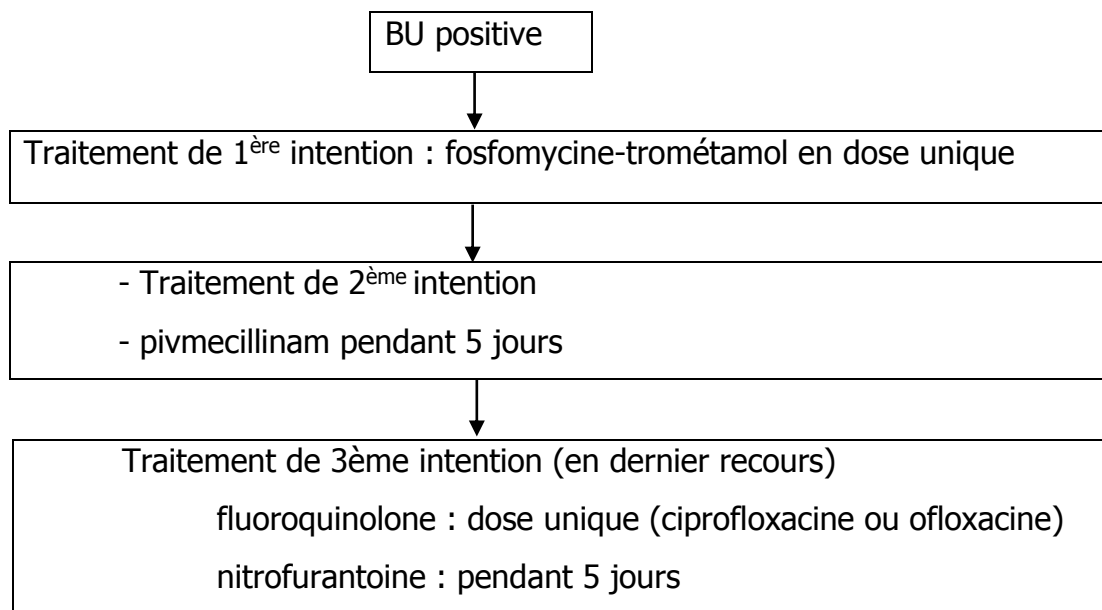 BU positive
Traitement de 1ère intention : fosfomycine-trométamol en dose unique
- Traitement de 2ème intention
- pivmecillinam pendant 5 jours
Traitement de 3ème intention (en dernier recours)
fluoroquinolone : dose unique (ciprofloxacine ou ofloxacine)
nitrofurantoine : pendant 5 jours